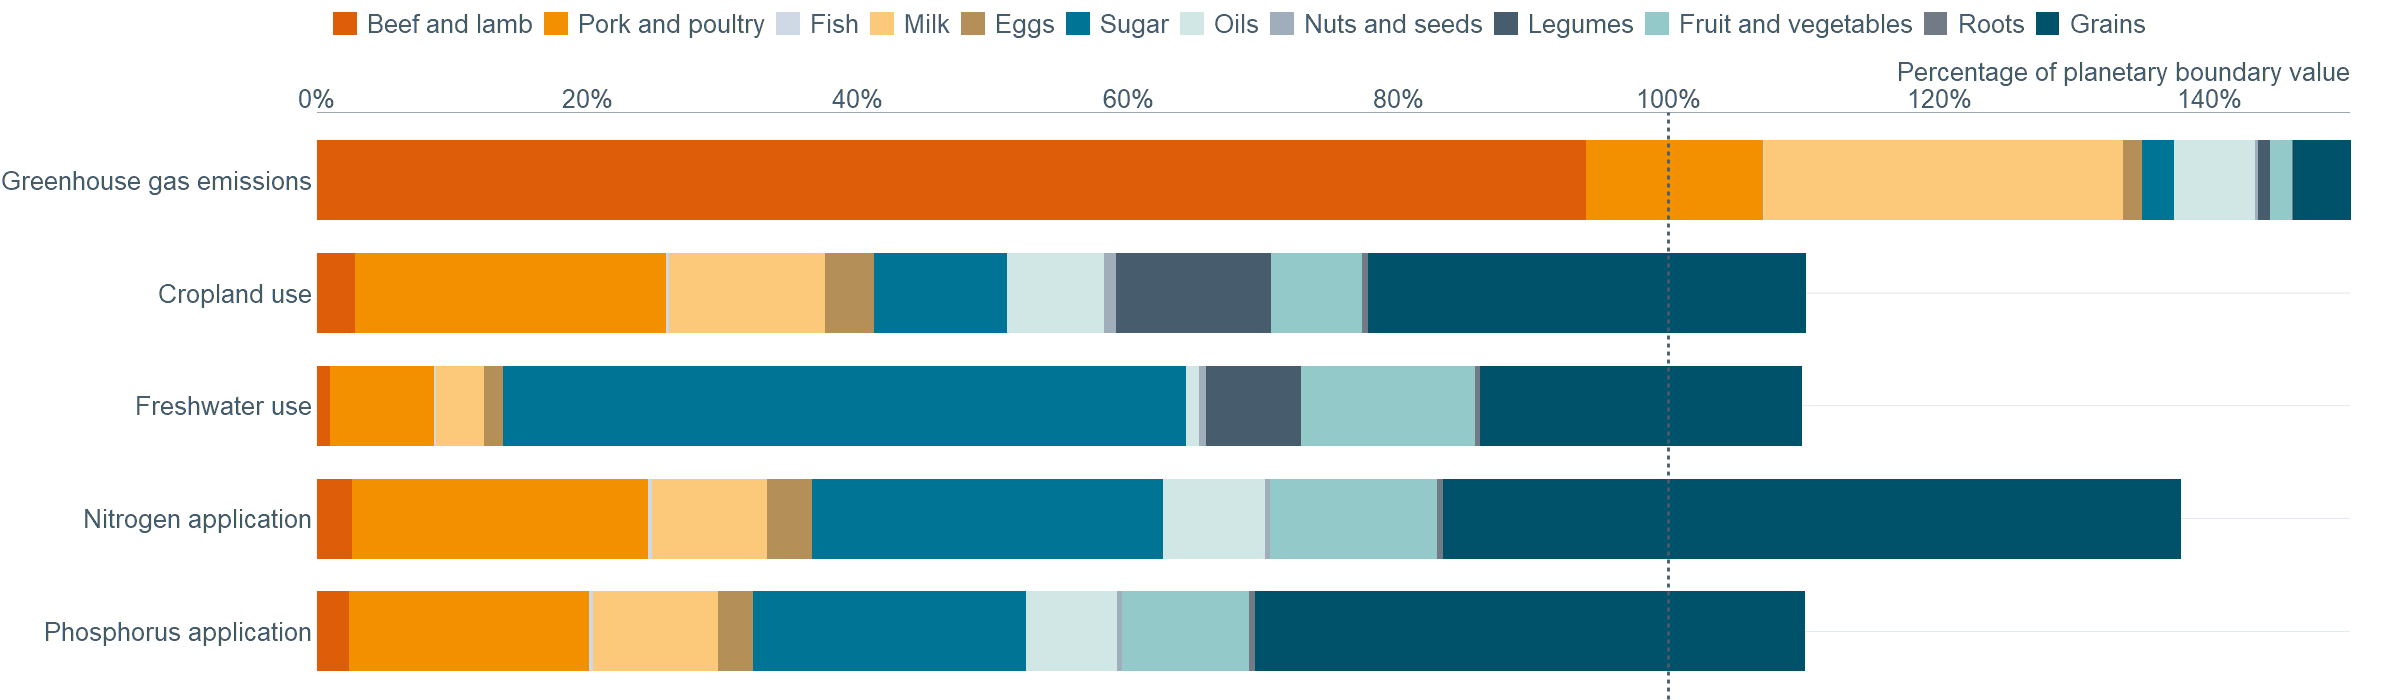 Beef and lamb Pork and poultry Fish Milk Eggs Sugar Oils Nuts and seeds Legumes Fruit and vegetables Roots Grains
Percentage of planetary boundary value
0% 20% 40% 60% 80% 100% 120% 140%
Greenhouse gas emissions
Cropland use
Freshwater use
Nitrogen application
Phosphorus application